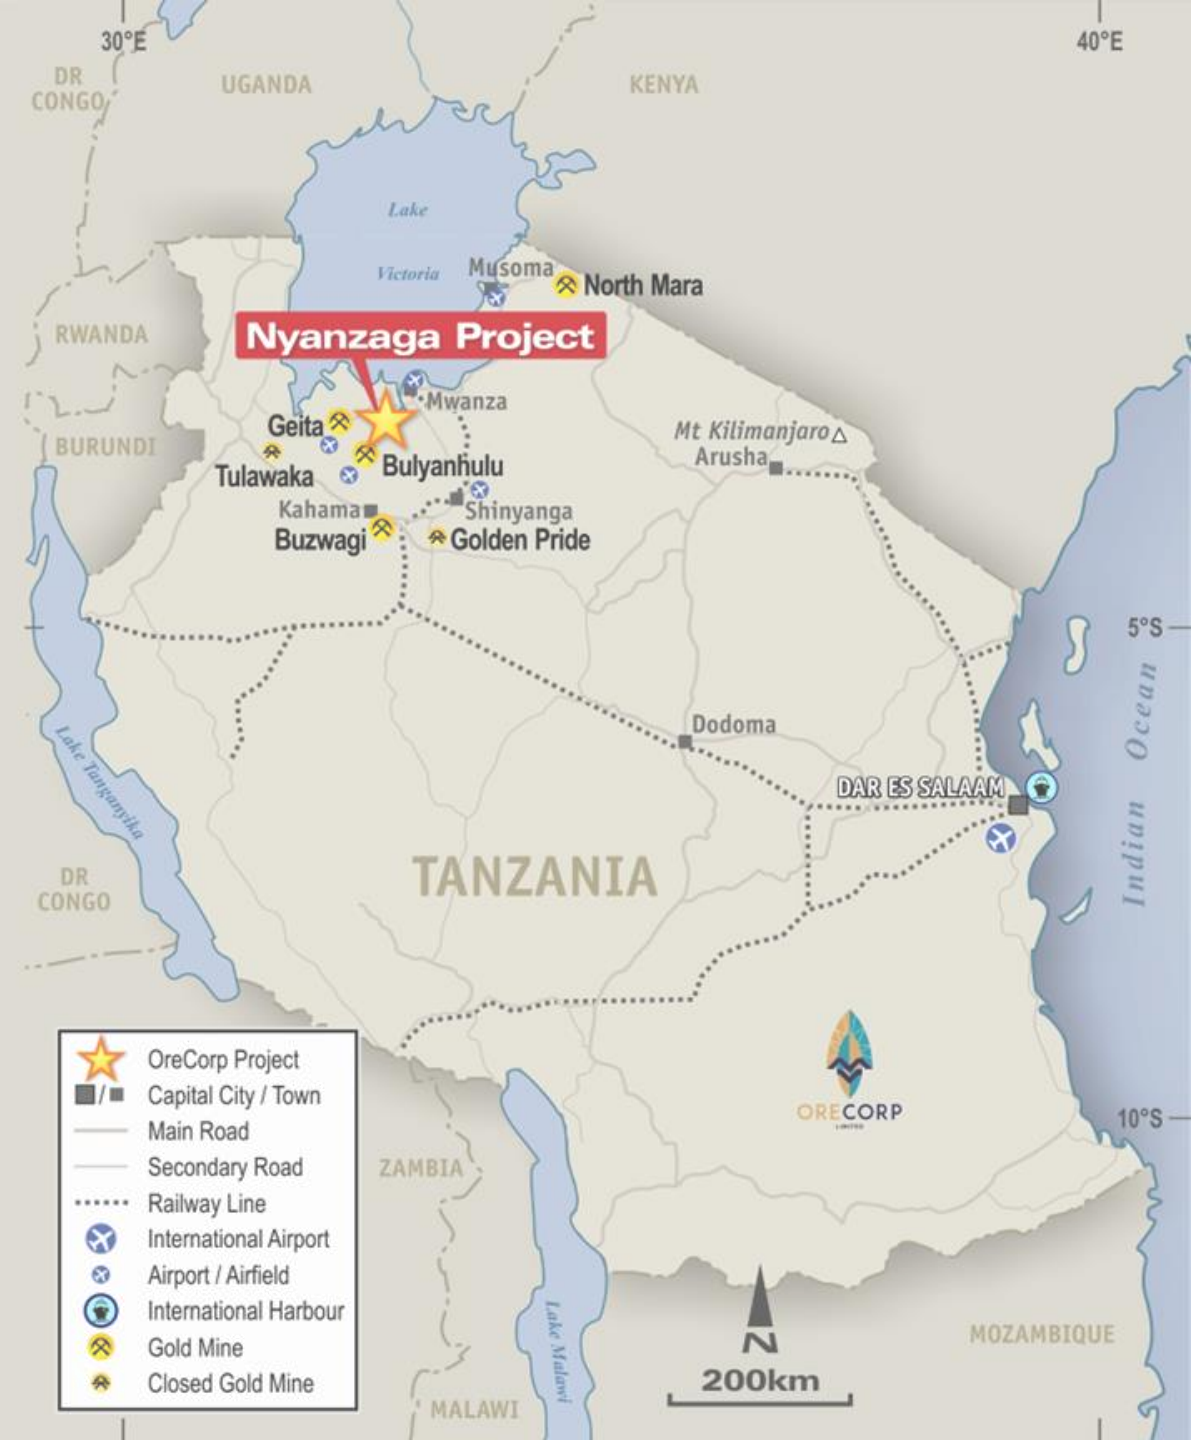 30°E
40°E
DR
CONGO
UGANDA
KENYA
Lake
Victoria
Musoma
North Mara
RWANDA
Nyanzaga Project
Mwanza
Geita
BURUNDI
Mt Kilimanjaro
Arusha
Bulyanhulu
Tulawaka
Kahama
Shinyanga
Buzwagi
Golden Pride
5°S
Indian Ocean
Dodoma
Lake Tanganyika
DAR ES SALAAM
TANZANIA
DR
CONGO
ORECORP
LIMITED
10°S
OreCorp Project
/ Capital City / Town
Main Road
Secondary Road
Railway Line
International Airport
Airport / Airfield
International Harbour
Gold Mine
Closed Gold Mine
ZAMBIA
Lake Malawi
MALAWI
MOZAMBIQUE
N
200km